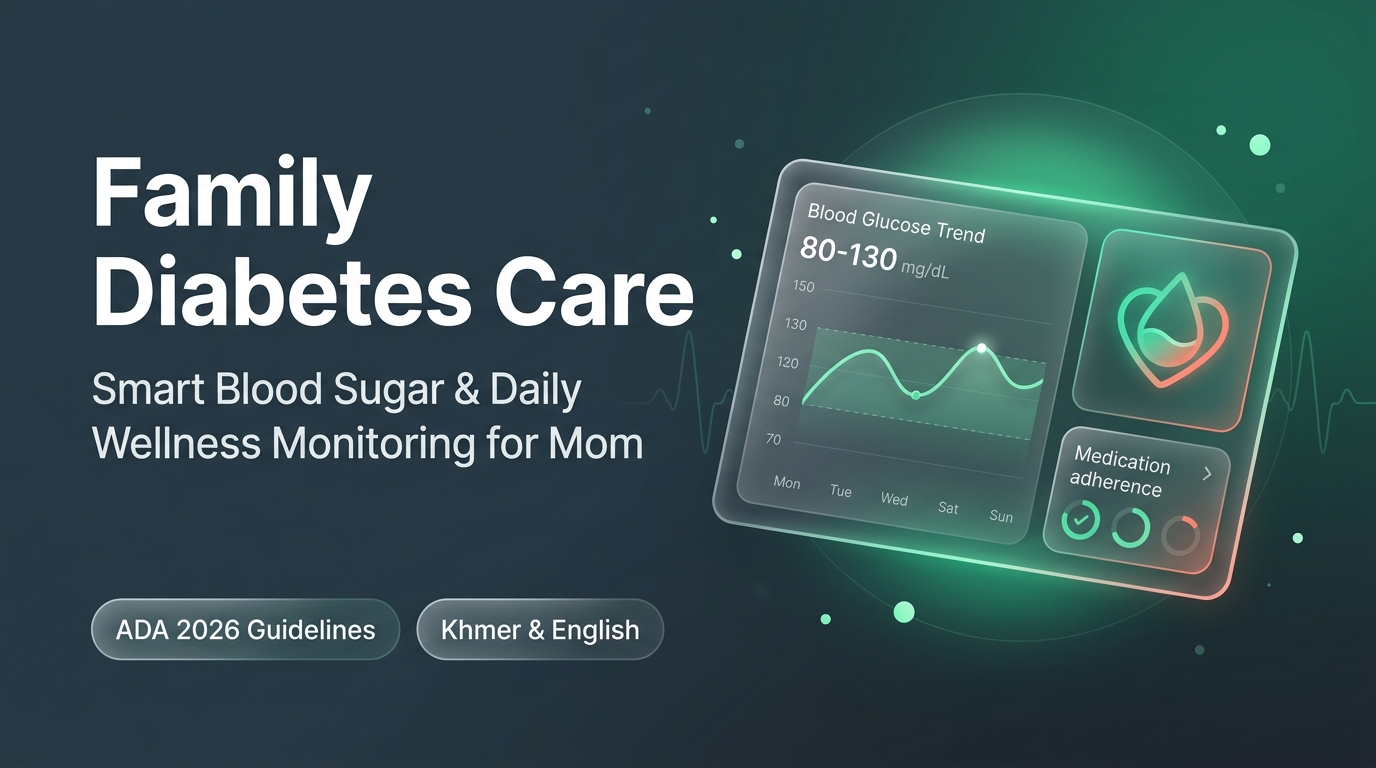 Family
Diabetes Care
Smart Blood Sugar & Daily
Wellness Monitoring for Mom
ADA 2026 Guidelines
Khmer & English
Blood Glucose Trend
80-130 mg/dL
150
130
120
80
70
Mon Tue Wed Sat Sun
Medication
adherence